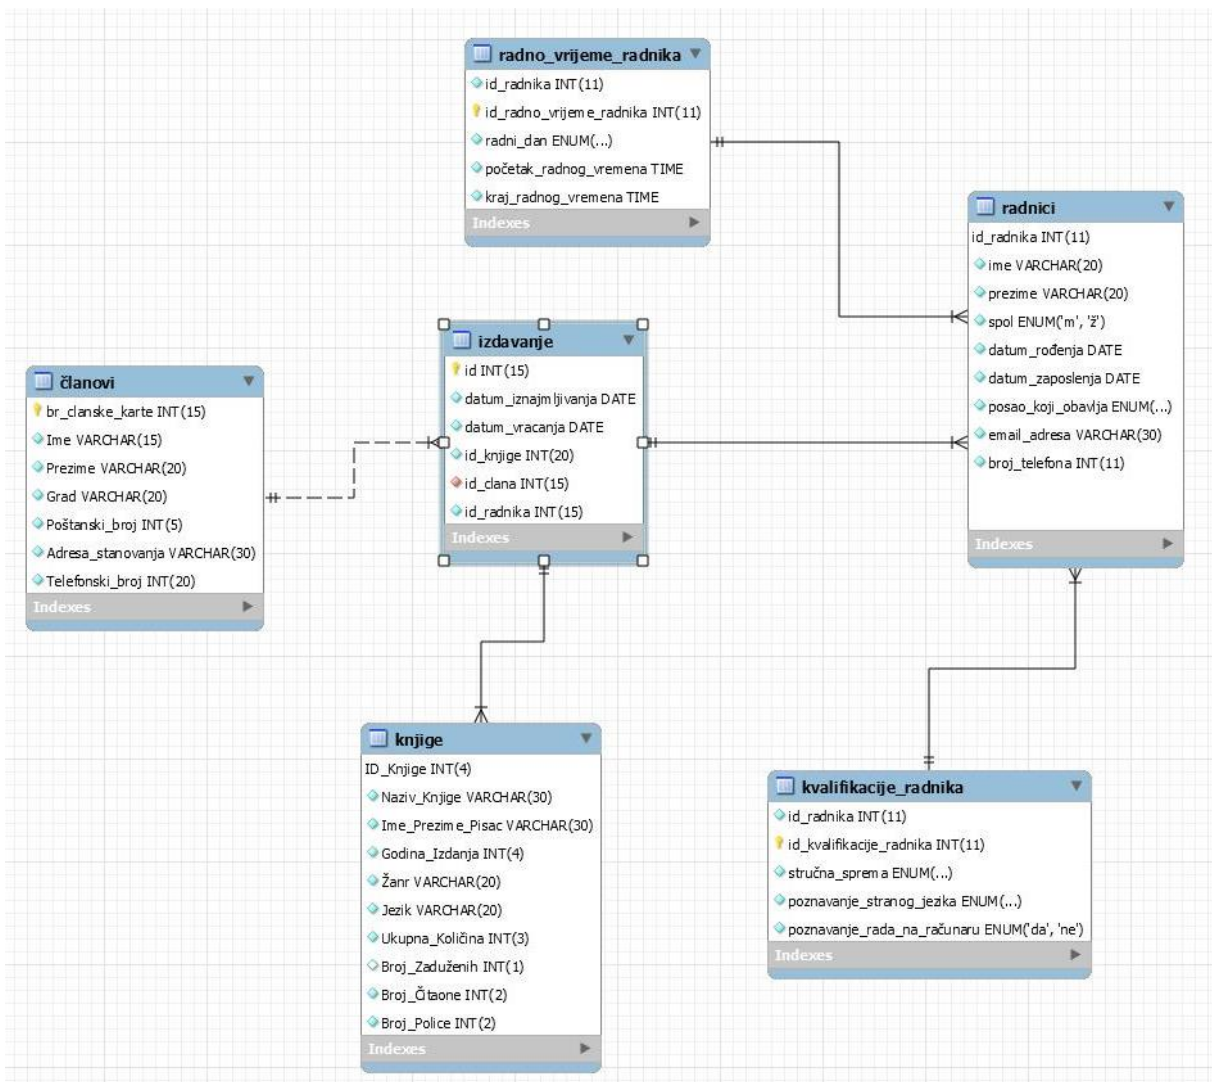 radno_vrijeme_radnika
id_radnika INT(11)
id_radno_vrijeme_radnika INT(11)
radni_dan ENUM(...)
početak_radnog_vremena TIME
kraj_radnog_vremena TIME
Indexes
radnici
id_radnika INT(11)
ime VARCHAR(20)
prezime VARCHAR(20)
spol ENUM('m', 'ž')
datum_rođenja DATE
datum_zaposlenja DATE
posao_koji_obavlja ENUM(...)
email_adresa VARCHAR(30)
broj_telefona INT(11)
Indexes
izdavanje
id INT(15)
datum_iznajmljivanja DATE
datum_vracanja DATE
id_knjige INT(20)
id_clana INT(15)
id_radnika INT(15)
Indexes
članovi
br_clanske_karte INT(15)
Ime VARCHAR(15)
Prezime VARCHAR(20)
Grad VARCHAR(20)
Poštanski_broj INT(5)
Adresa_stanovanja VARCHAR(30)
Telefonski_broj INT(20)
Indexes
knjige
ID_Knjige INT(4)
Naziv_Knjige VARCHAR(30)
Ime_Prezime_Pisac VARCHAR(30)
Godina_Izdanja INT(4)
Žanr VARCHAR(20)
Jezik VARCHAR(20)
Ukupna_Količina INT(3)
Broj_Zaduženih INT(1)
Broj_Čitaone INT(2)
Broj_Police INT(2)
Indexes
kvalifikacije_radnika
id_radnika INT(11)
id_kvalifikacije_radnika INT(11)
stručna_sprema ENUM(...)
poznavanje_stranog_jezika ENUM(...)
poznavanje_rada_na_računaru ENUM('da', 'ne')
Indexes